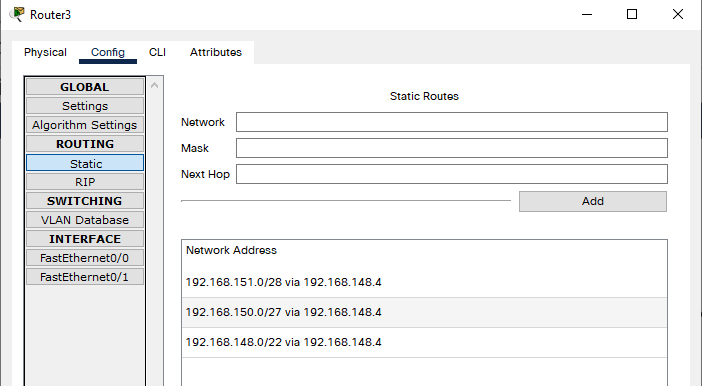 Router3
Physical Config CLI Attributes
GLOBAL
Settings
Algorithm Settings
ROUTING
Static
RIP
SWITCHING
VLAN Database
INTERFACE
FastEthernet0/0
FastEthernet0/1
Static Routes
Network
Mask
Next Hop
Add
Network Address
192.168.151.0/28 via 192.168.148.4
192.168.150.0/27 via 192.168.148.4
192.168.148.0/22 via 192.168.148.4